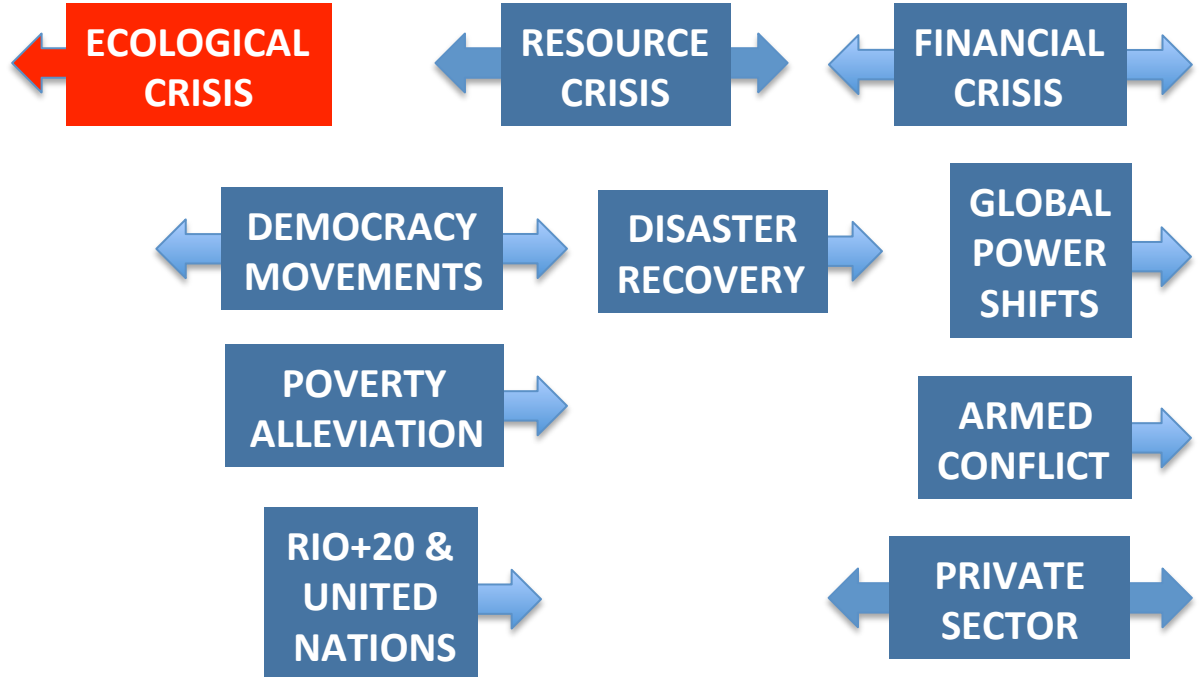 ECOLOGICAL
CRISIS
RESOURCE
CRISIS
FINANCIAL
CRISIS
DEMOCRACY
MOVEMENTS
DISASTER
RECOVERY
GLOBAL
POWER
SHIFTS
POVERTY
ALLEVIATION
ARMED
CONFLICT
RIO+20 &
UNITED
NATIONS
PRIVATE
SECTOR